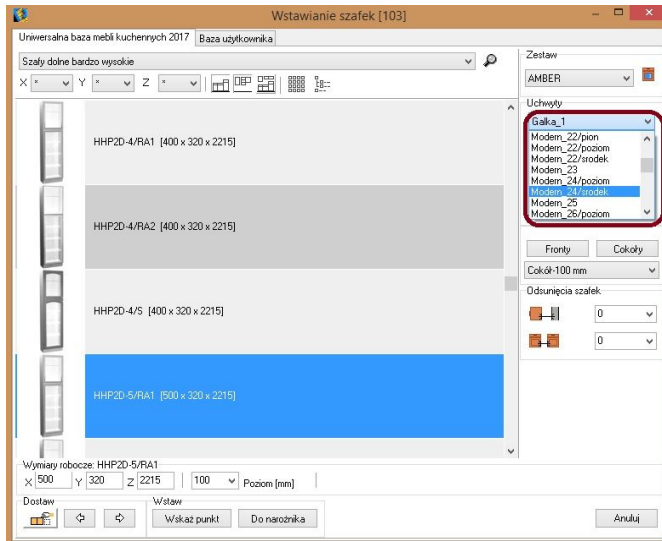 Wstawianie szafek [103]
Uniwersalna baza mebli kuchennych 2017 Baza użytkownika
Szafy dolne bardzo wysokie
X * Y * Z *
HHP2D-4/RA1 [400 x 320 x 2215]
HHP2D-4/RA2 [400 x 320 x 2215]
HHP2D-4/S [400 x 320 x 2215]
HHP2D-5/RA1 [500 x 320 x 2215]
Wymiary robocze: HHP2D-5/RA1
X 500 Y 320 Z 2215 100 Poziom [mm]
Dostaw Wstaw
Wskaż punkt Do narożnika
Zestaw
AMBER
Uchwyty
Galka_1
Modern_22/pion
Modern_22/poziom
Modern_22/srodek
Modern_23
Modern_24/poziom
Modern_24/srodek
Modern_25
Modern_26/poziom
Fronty Cokoły
Cokół-100 mm
Odsunięcia szafek
0
0
Anuluj